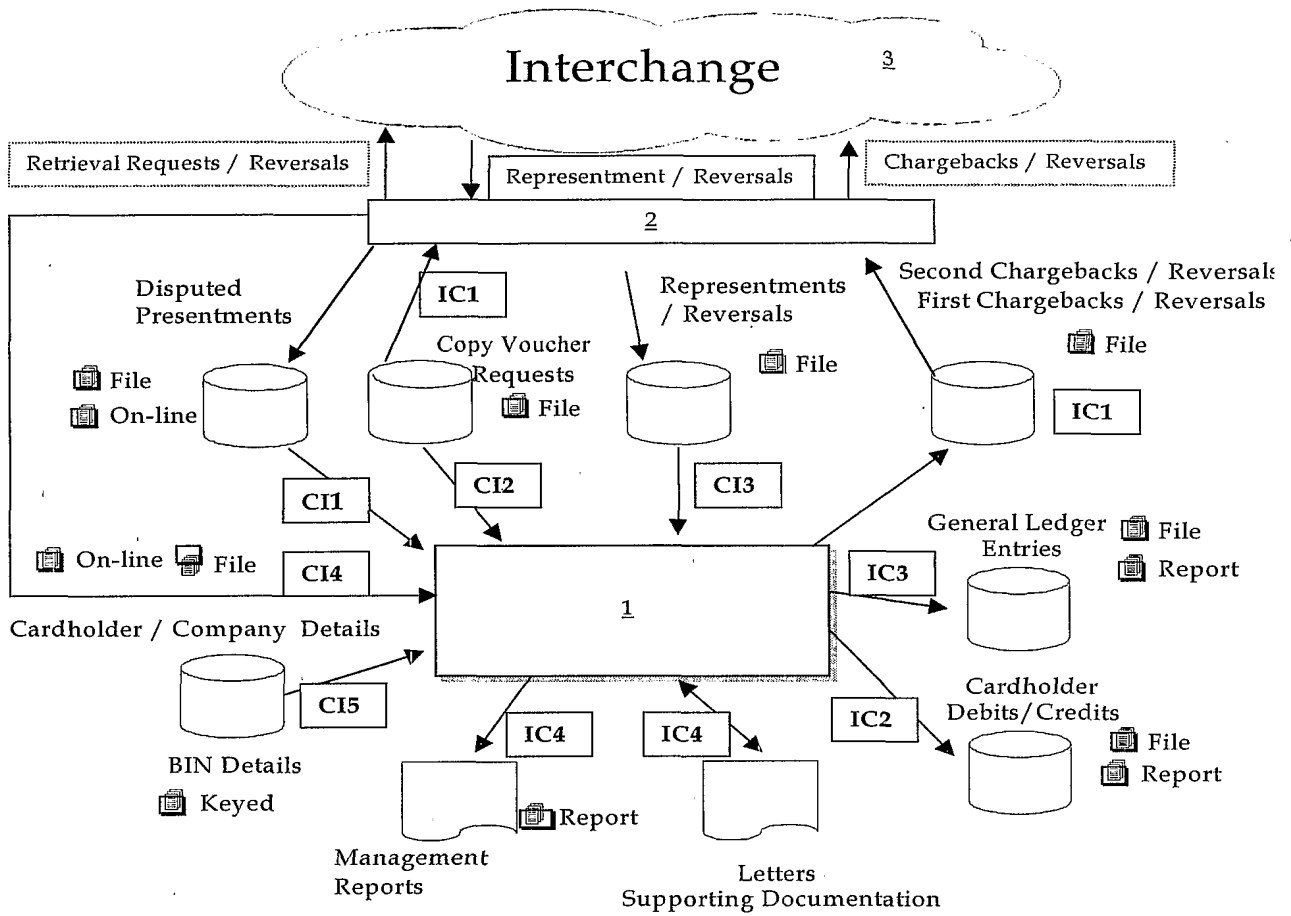 Interchange
3
Retrieval Requests / Reversals
Representment / Reversals
Chargebacks / Reversals
2
Disputed
Presentments
IC1
Representments
/ Reversals
Second Chargebacks / Reversals
First Chargebacks / Reversals
File
On-line
Copy Voucher
Requests
File
File
File
IC1
CI1
CI2
CI3
On-line
File
CI4
1
IC3
General Ledger
Entries
File
Report
Cardholder / Company Details
CI5
BIN Details
Keyed
IC4
IC4
IC2
Cardholder
Debits/Credits
File
Report
Report
Management
Reports
Letters
Supporting Documentation